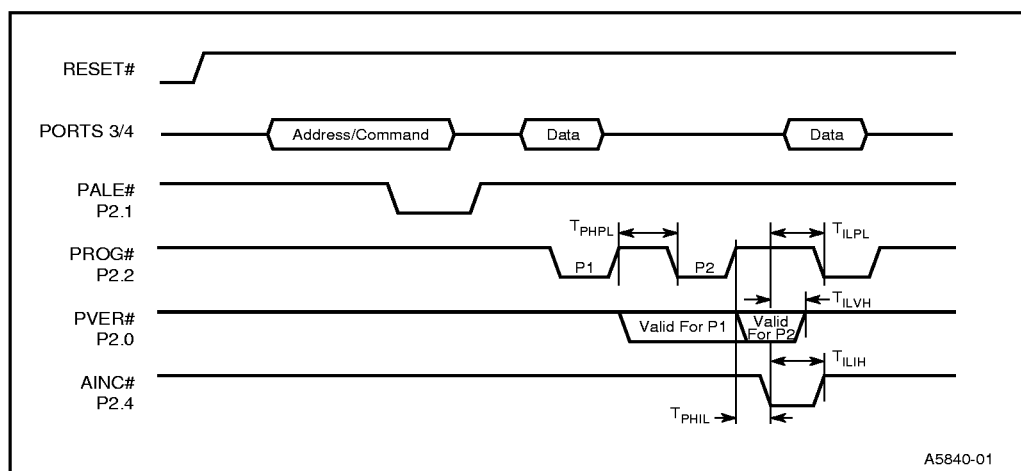 RESET#
PORTS 3/4
Address/Command
Data
Data
PALE#
P2.1
TPHPL
TILPL
PROG#
P2.2
P1
P2
TILVH
PVER#
P2.0
Valid For P1
Valid
For P2
TILIH
AINC#
P2.4
TPHIL
A5840-01